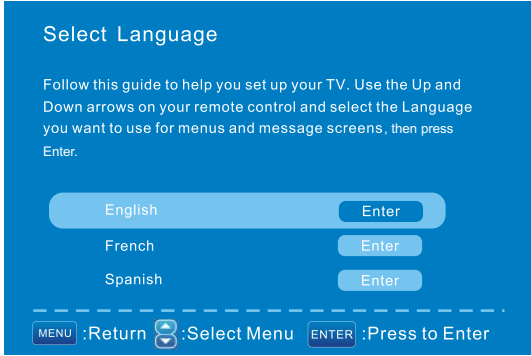 Select Language
Follow this guide to help you set up your TV. Use the Up and
Down arrows on your remote control and select the Language
you want to use for menus and message screens, then press
Enter.
English Enter
French Enter
Spanish Enter
MENU :Return :Select Menu ENTER :Press to Enter